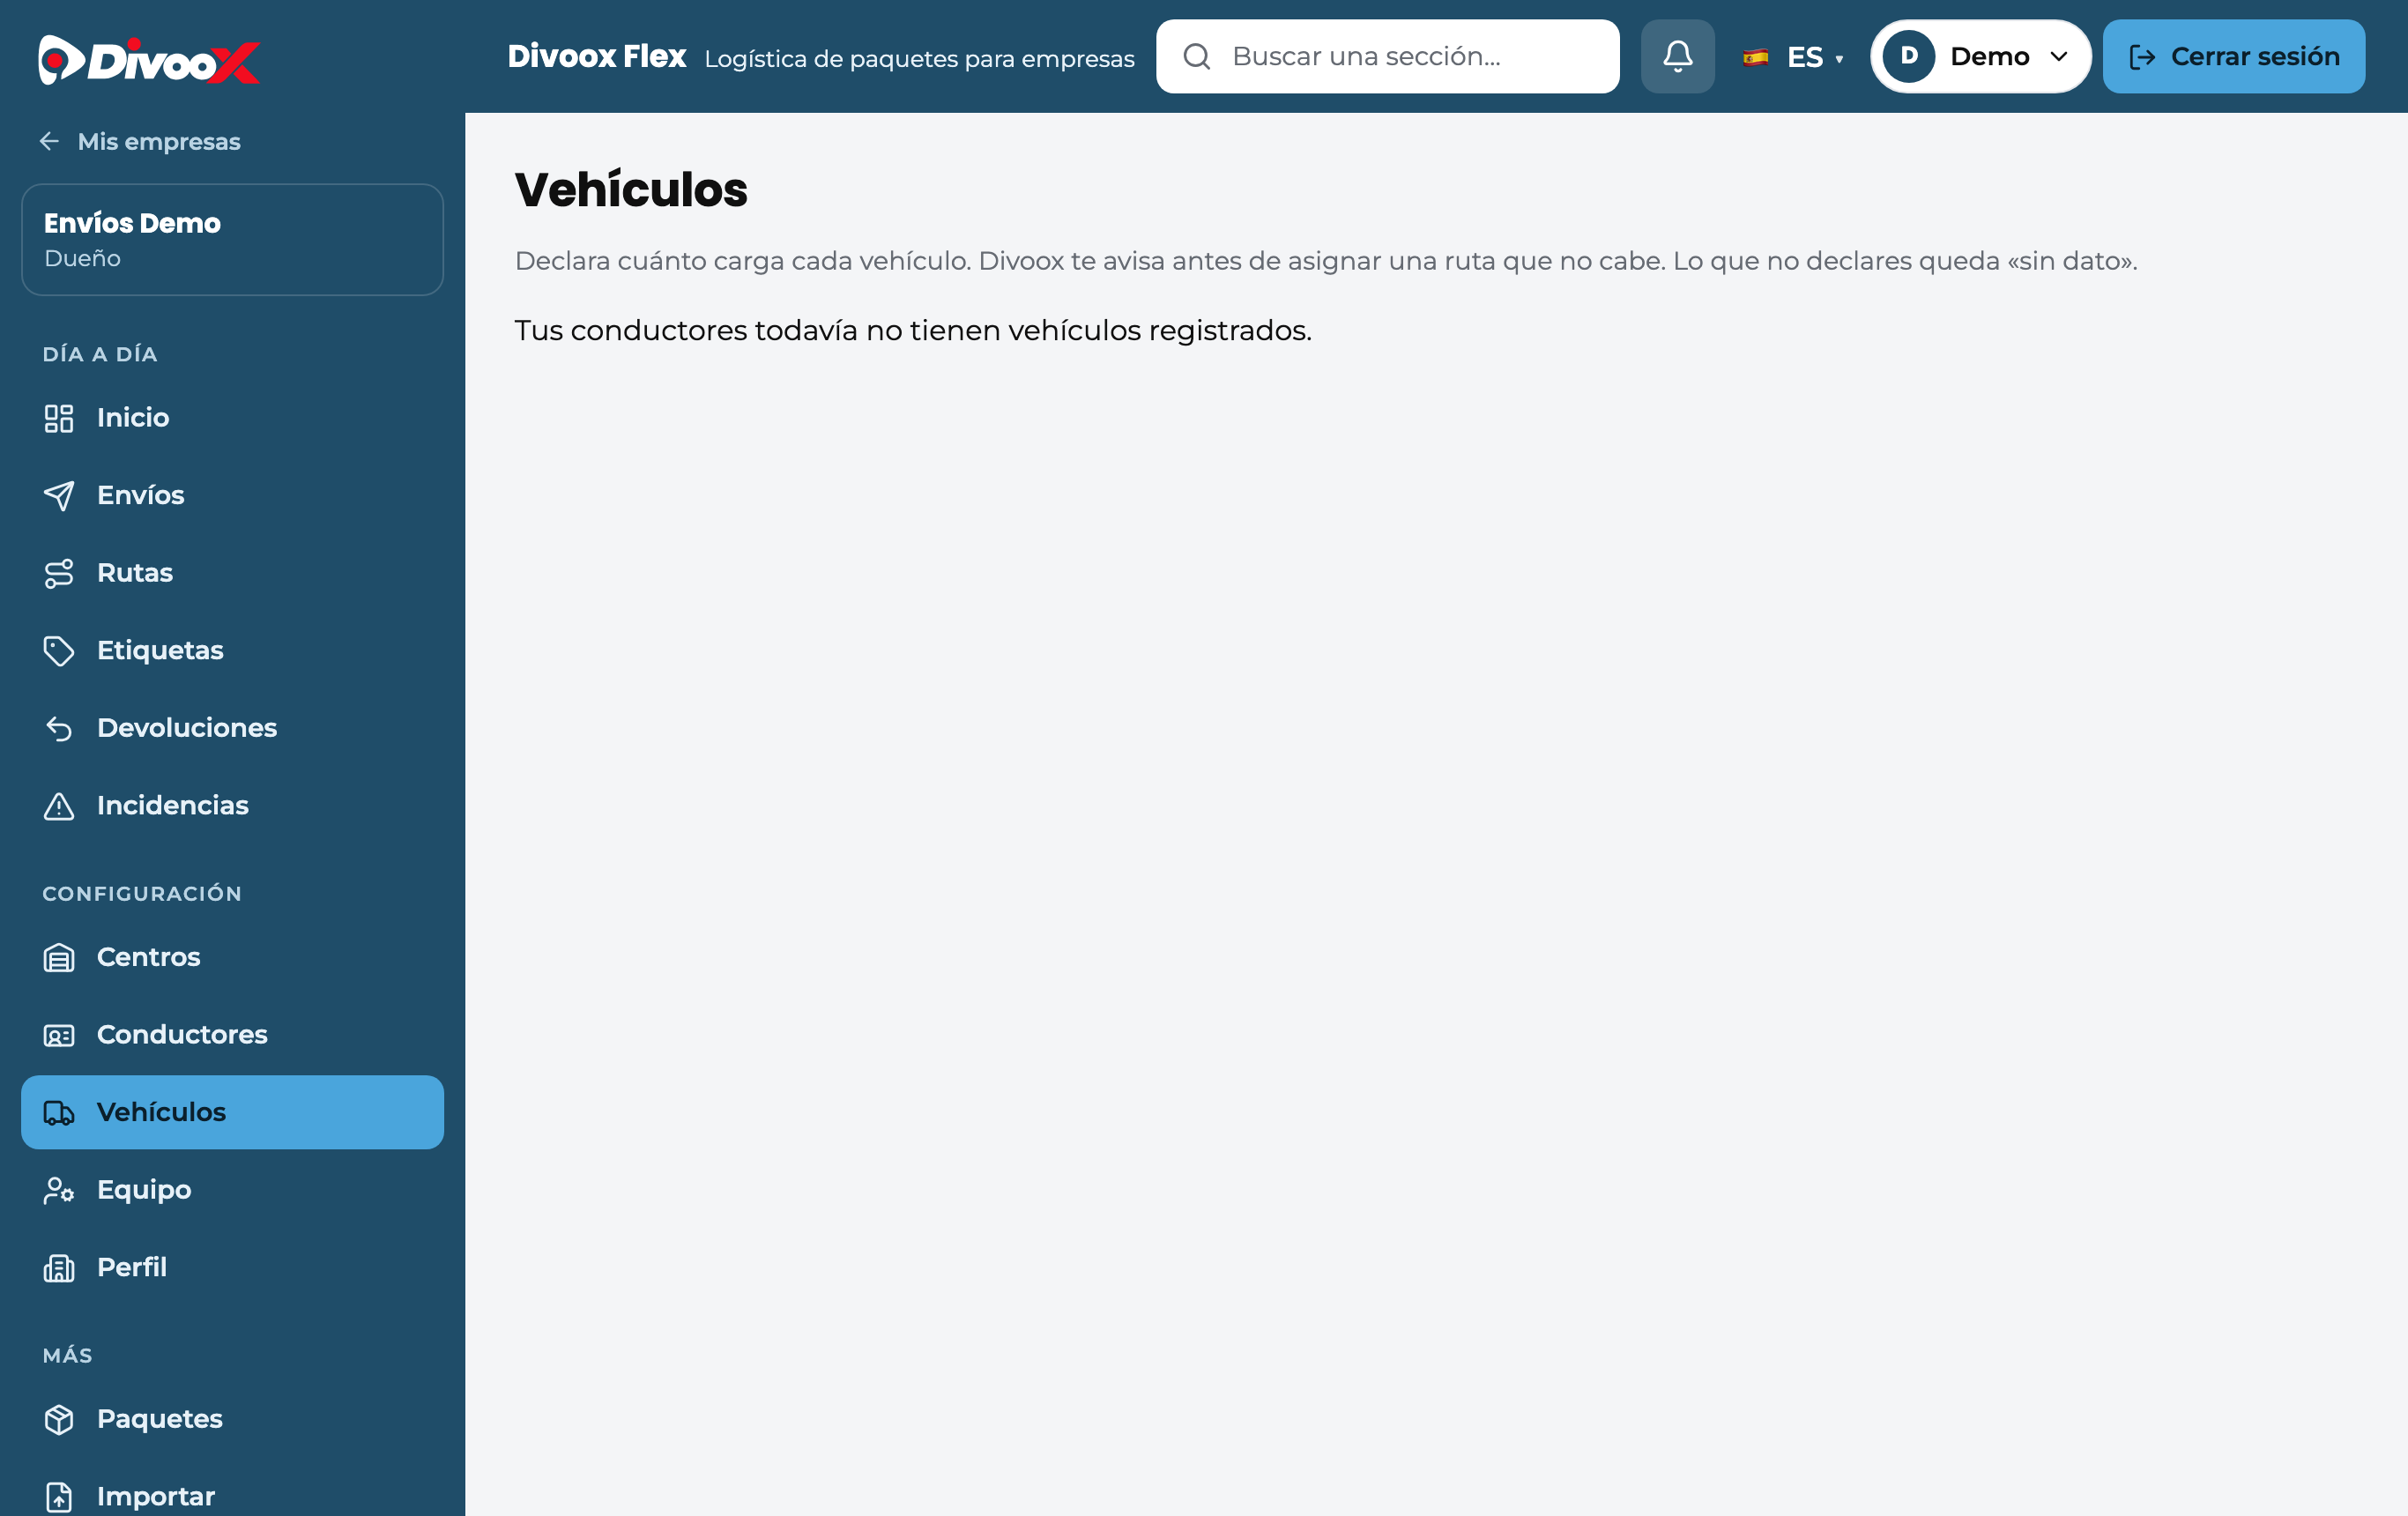 Divoox
Divoox Flex Logística de paquetes para empresas
Buscar una sección...
ES
D Demo
Cerrar sesión
Mis empresas
Envíos Demo
Dueño
DÍA A DÍA
Inicio
Envíos
Rutas
Etiquetas
Devoluciones
Incidencias
CONFIGURACIÓN
Centros
Conductores
Vehículos
Equipo
Perfil
MÁS
Paquetes
Importar
Vehículos
Declara cuánto carga cada vehículo. Divoox te avisa antes de asignar una ruta que no cabe. Lo que no declares queda «sin dato».
Tus conductores todavía no tienen vehículos registrados.